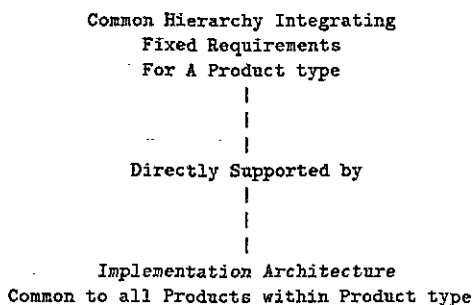 Common Hierarchy Integrating
Fixed Requirements
For A Product type
Directly Supported by
Implementation Architecture
Common to all Products within Product type